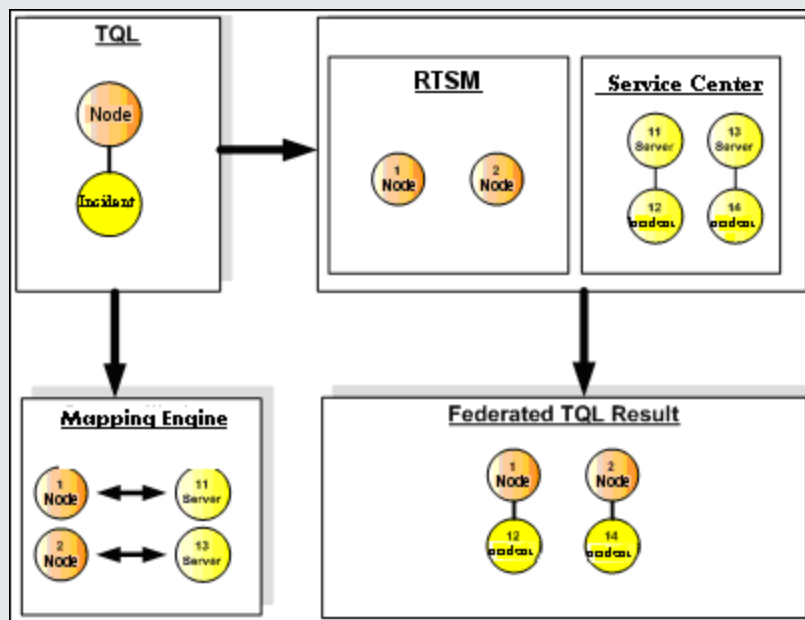 TQL
Node
Incident
RTSM
1
Node
2
Node
Service Center
11
Server
13
Server
12
14
Mapping Engine
1
Node
11
Server
2
Node
13
Server
Federated TQL Result
1
Node
2
Node
12
14